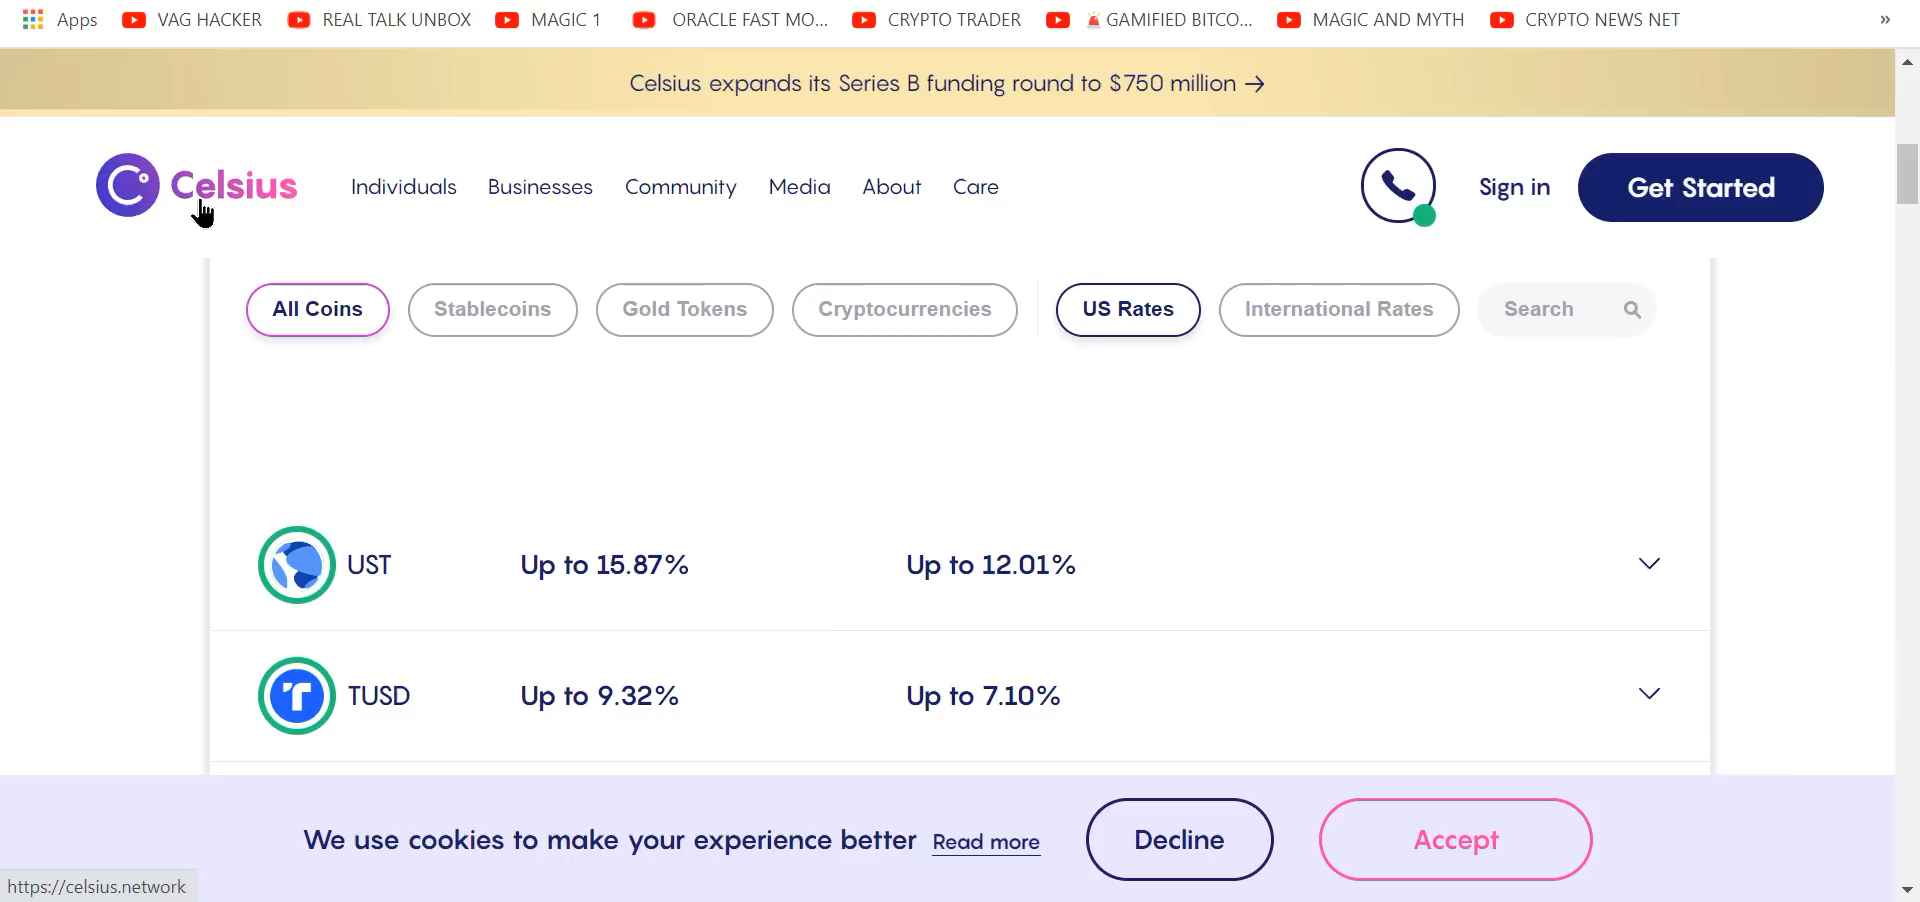 Apps VAG HACKER REAL TALK UNBOX MAGIC 1 ORACLE FAST MO... CRYPTO TRADER GAMIFIED BITCO... MAGIC AND MYTH CRYPTO NEWS NET »
Celsius expands its Series B funding round to $750 million →
Celsius Individuals Businesses Community Media About Care Sign in Get Started
All Coins Stablecoins Gold Tokens Cryptocurrencies US Rates International Rates Search
UST Up to 15.87% Up to 12.01%
TUSD Up to 9.32% Up to 7.10%
We use cookies to make your experience better Read more Decline Accept
https://celsius.network